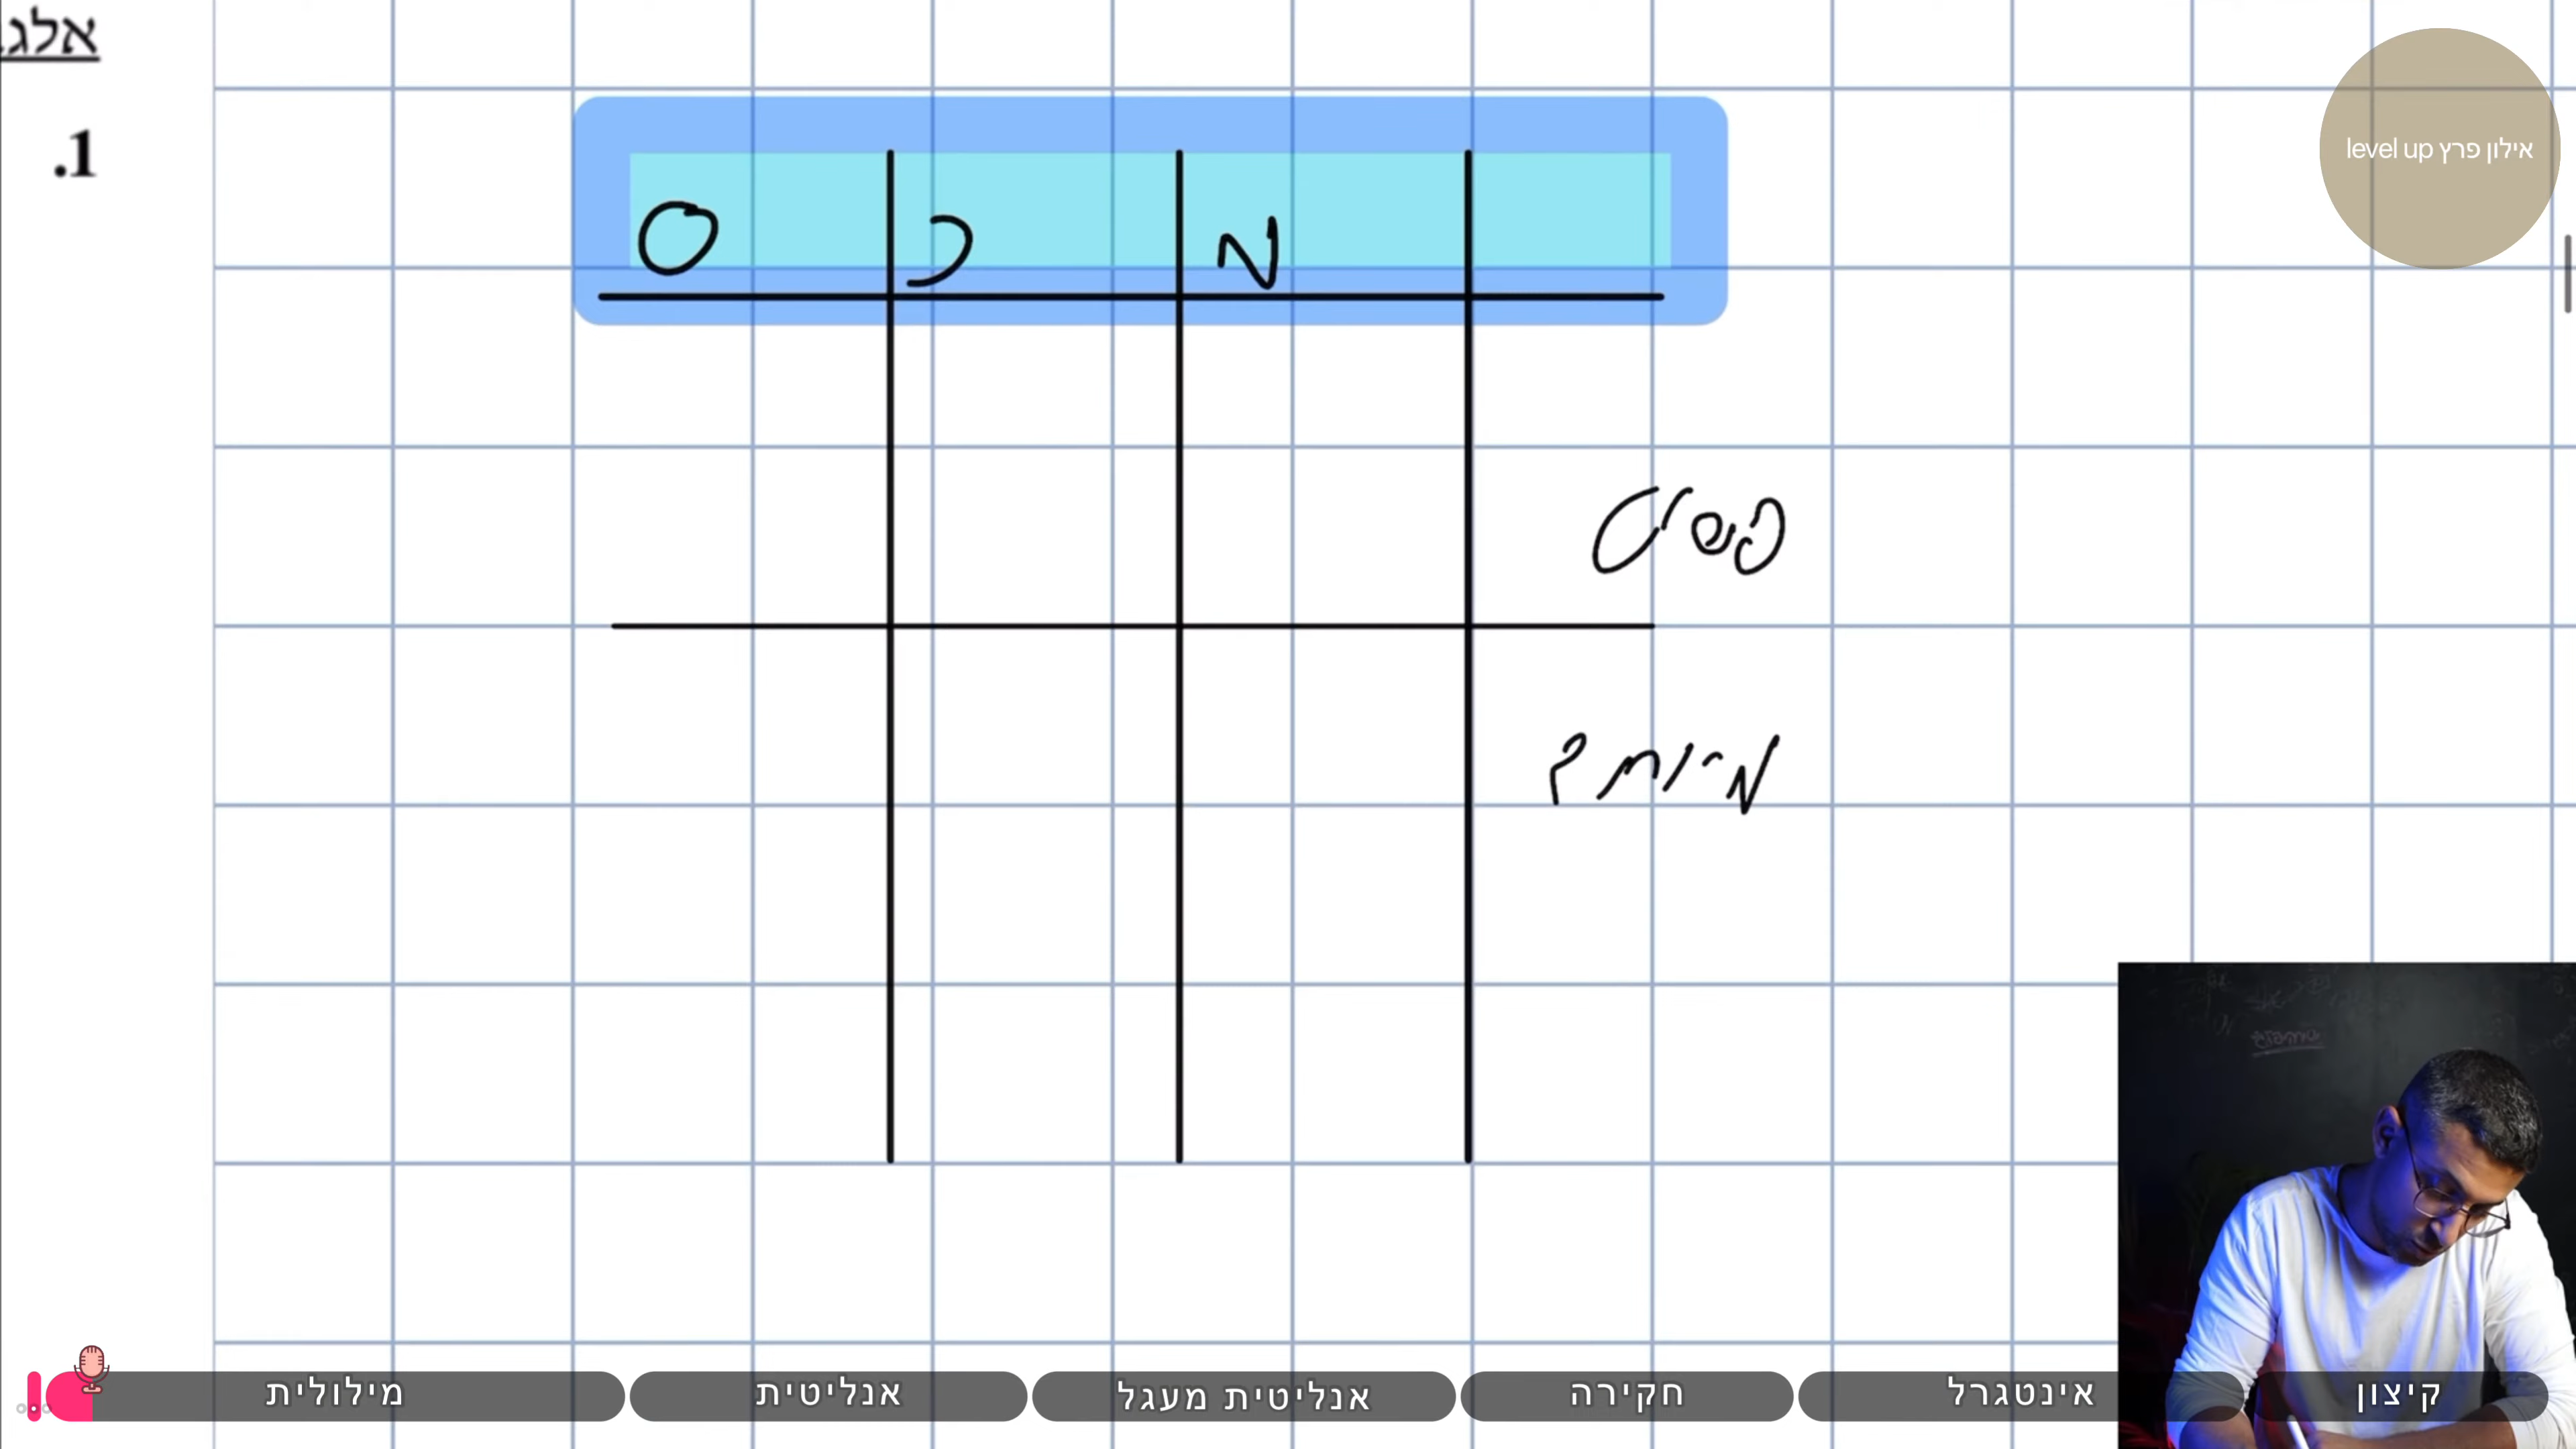 אלג
אילון פרץ level up
.1
מ כ ס
פשוט
מיוחד
מילולית
אנליטית
אנליטית מעגל
חקירה
אינטגרל
קיצון